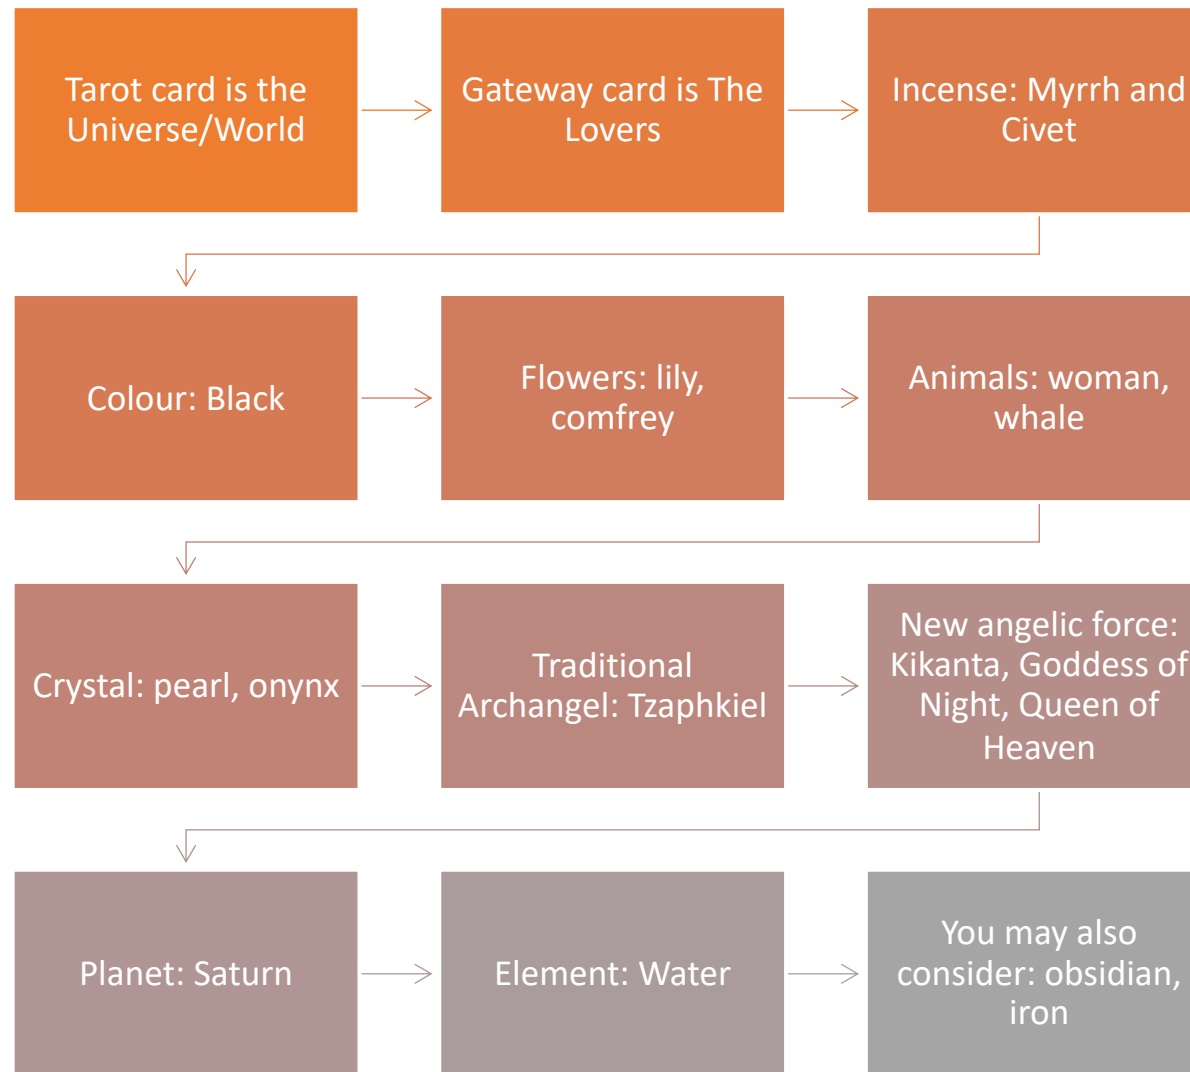 Tarot card is the
Universe/World
Gateway card is The
Lovers
Incense: Myrrh and
Civet
Colour: Black
Flowers: lily,
comfrey
Animals: woman,
whale
Crystal: pearl, onynx
Traditional
Archangel: Tzaphkiel
New angelic force:
Kikanta, Goddess of
Night, Queen of
Heaven
Planet: Saturn
Element: Water
You may also
consider: obsidian,
iron